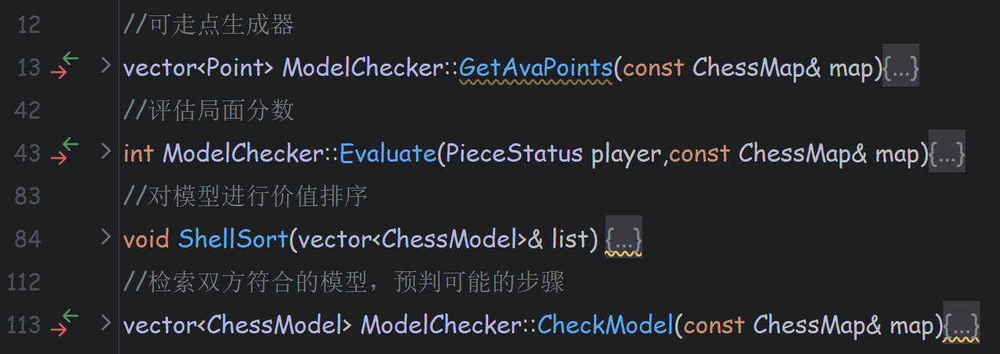 12 //可走点生成器
13 vector<Point> ModelChecker::GetAvaPoints(const ChessMap& map){...}
42 //评估局面分数
43 int ModelChecker::Evaluate(PieceStatus player,const ChessMap& map){...}
83 //对模型进行价值排序
84 void ShellSort(vector<ChessModel>& list) {...}
112 //检索双方符合的模型，预判可能的步骤
113 vector<ChessModel> ModelChecker::CheckModel(const ChessMap& map){...}